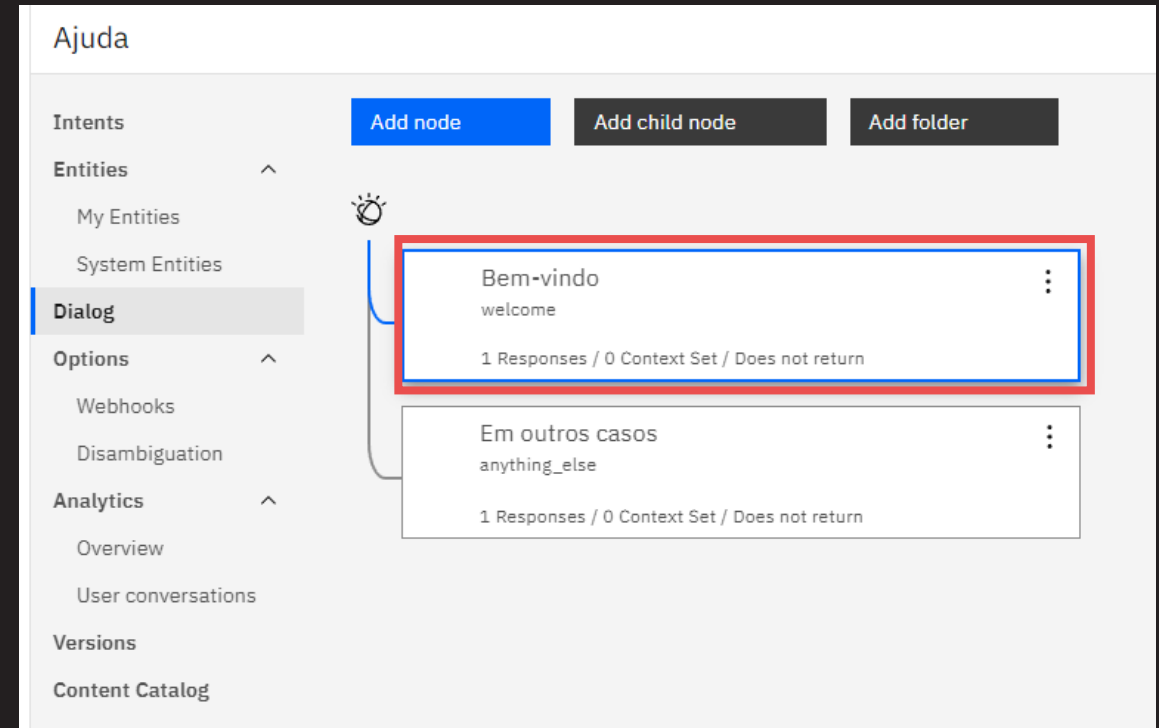 Ajuda
Intents
Entities
My Entities
System Entities
Dialog
Options
Webhooks
Disambiguation
Analytics
Overview
User conversations
Versions
Content Catalog
Add node
Add child node
Add folder
Bem-vindo
welcome
1 Responses / 0 Context Set / Does not return
Em outros casos
anything_else
1 Responses / 0 Context Set / Does not return